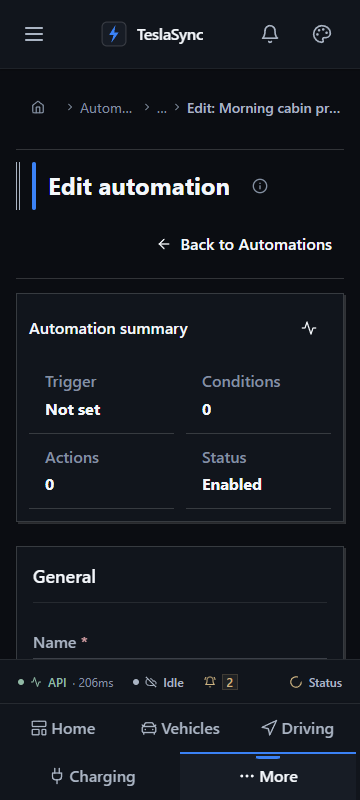 TeslaSync
Autom... ... Edit: Morning cabin pr...
Edit automation
Back to Automations
Automation summary
Trigger Conditions
Not set 0
Actions Status
0 Enabled
General
Name *
API · 206ms Idle 2 Status
Home Vehicles Driving
Charging More